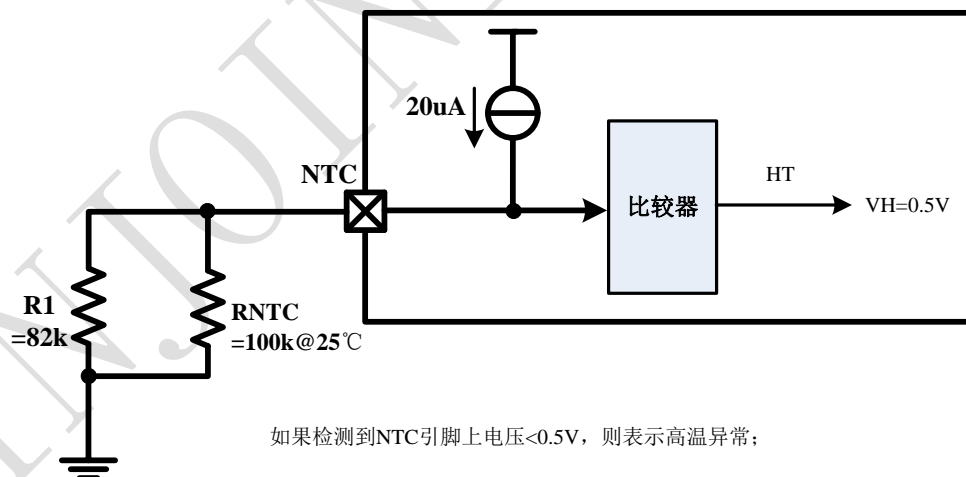 20uA
NTC
比较器
HT
VH=0.5V
R1
=82k
RNTC
=100k@25℃
如果检测到NTC引脚上电压<0.5V，则表示高温异常；